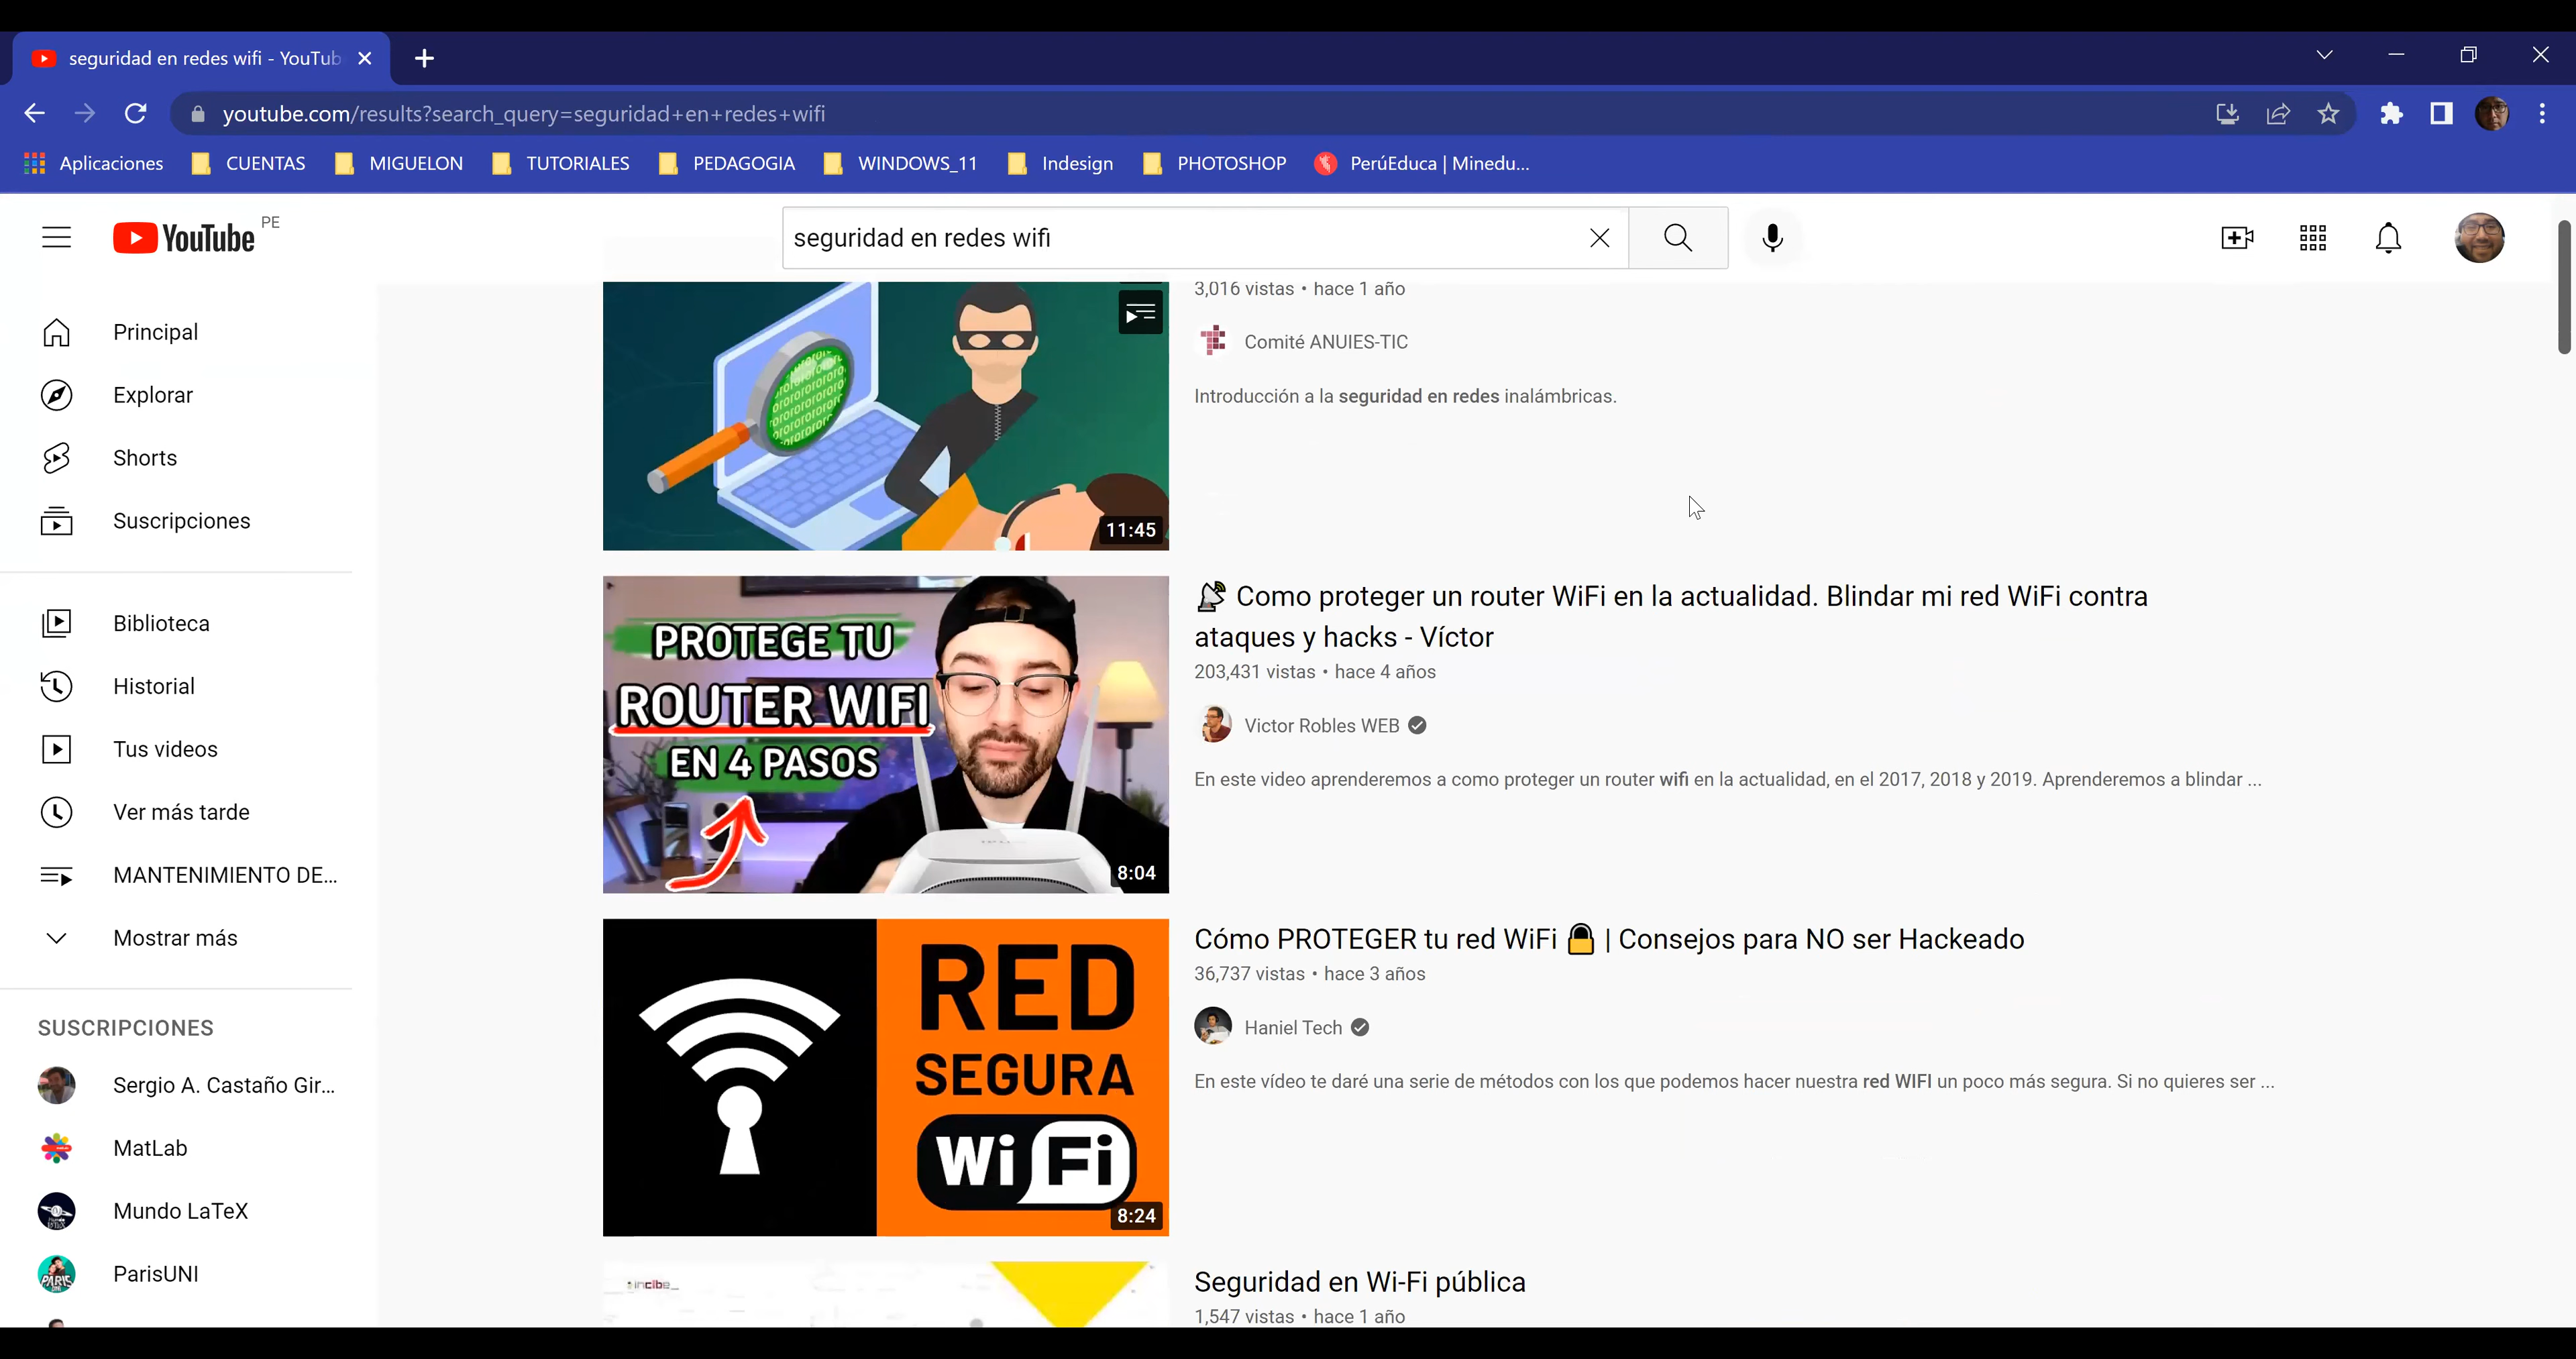 seguridad en redes wifi - YouTub
youtube.com/results?search_query=seguridad+en+redes+wifi
Aplicaciones CUENTAS MIGUELON TUTORIALES PEDAGOGIA WINDOWS_11 Indesign PHOTOSHOP PerúEduca | Minedu...
YouTube PE
seguridad en redes wifi
Principal
Explorar
Shorts
Suscripciones
Biblioteca
Historial
Tus videos
Ver más tarde
MANTENIMIENTO DE...
Mostrar más
SUSCRIPCIONES
Sergio A. Castaño Gir...
MatLab
Mundo LaTeX
ParisUNI
11:45
3,016 vistas • hace 1 año
Comité ANUIES-TIC
Introducción a la seguridad en redes inalámbricas.
PROTEGE TU
ROUTER WIFI
EN 4 PASOS
8:04
Como proteger un router WiFi en la actualidad. Blindar mi red WiFi contra
ataques y hacks - Víctor
203,431 vistas • hace 4 años
Victor Robles WEB
En este video aprenderemos a como proteger un router wifi en la actualidad, en el 2017, 2018 y 2019. Aprenderemos a blindar ...
RED
SEGURA
WiFi
8:24
Cómo PROTEGER tu red WiFi 🔒 | Consejos para NO ser Hackeado
36,737 vistas • hace 3 años
Haniel Tech
En este vídeo te daré una serie de métodos con los que podemos hacer nuestra red WIFI un poco más segura. Si no quieres ser ...
incibe_
Seguridad en Wi-Fi pública
1,547 vistas • hace 1 año